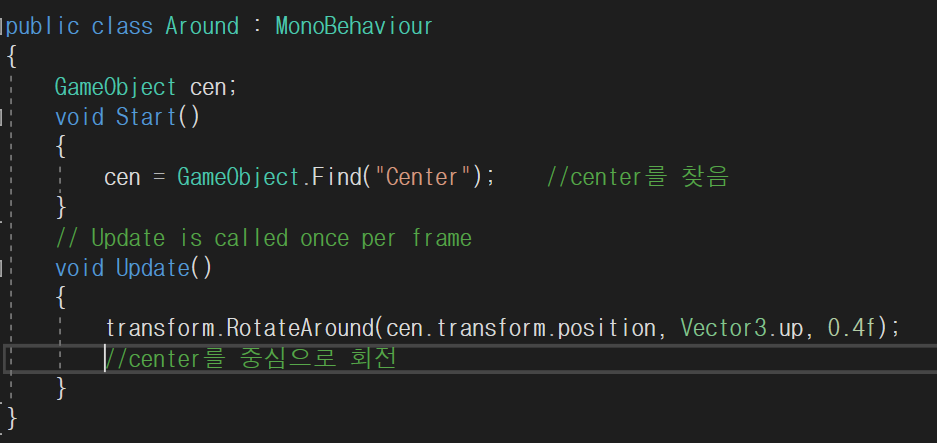 public class Around : MonoBehaviour
{
GameObject cen;
void Start()
{
cen = GameObject.Find("Center"); //center를 찾음
}
// Update is called once per frame
void Update()
{
transform.RotateAround(cen.transform.position, Vector3.up, 0.4f);
//center를 중심으로 회전
}
}